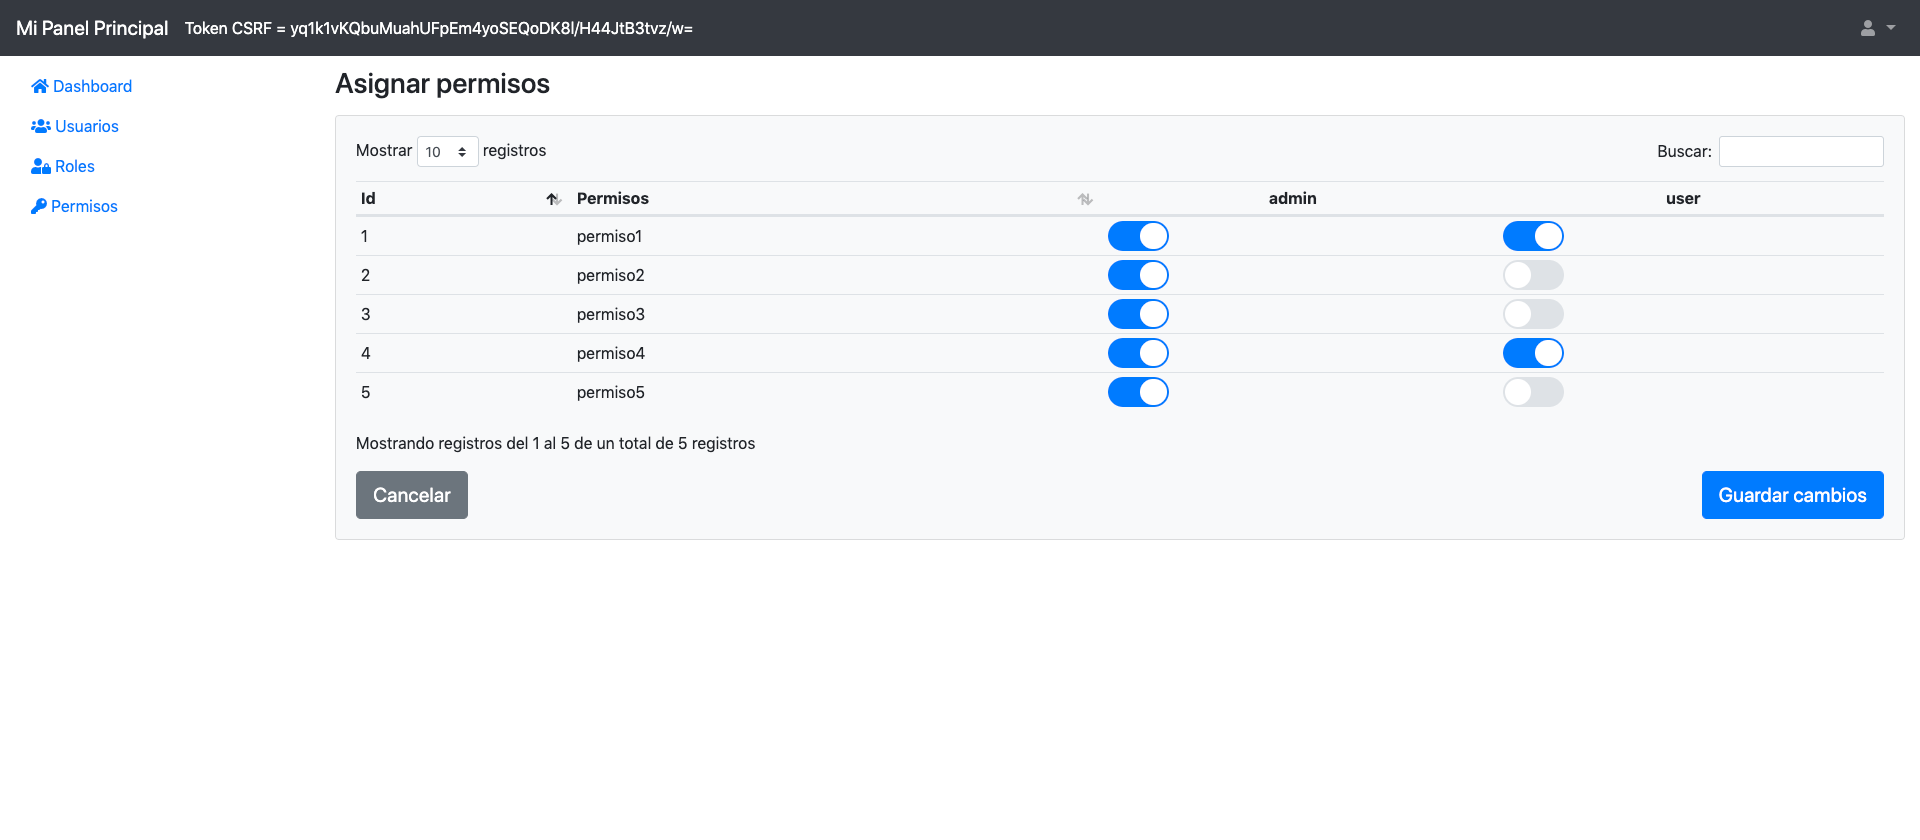 Mi Panel Principal Token CSRF = yq1k1vKQbuMuahUFpEm4yoSEQoDK8I/H44JtB3tvz/w=
Dashboard
Usuarios
Roles
Permisos
Asignar permisos
Mostrar 10 registros Buscar:
Id Permisos admin user
1 permiso1
2 permiso2
3 permiso3
4 permiso4
5 permiso5
Mostrando registros del 1 al 5 de un total de 5 registros
Cancelar Guardar cambios